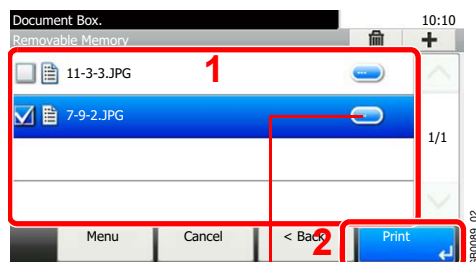 Document Box. 10:10
Removable Memory
1
11-3-3.JPG
7-9-2.JPG
1/1
2
Menu Cancel < Back Print